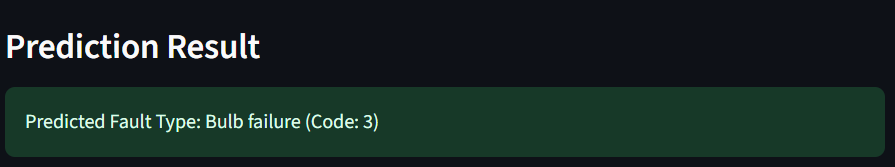 Prediction Result
Predicted Fault Type: Bulb failure (Code: 3)